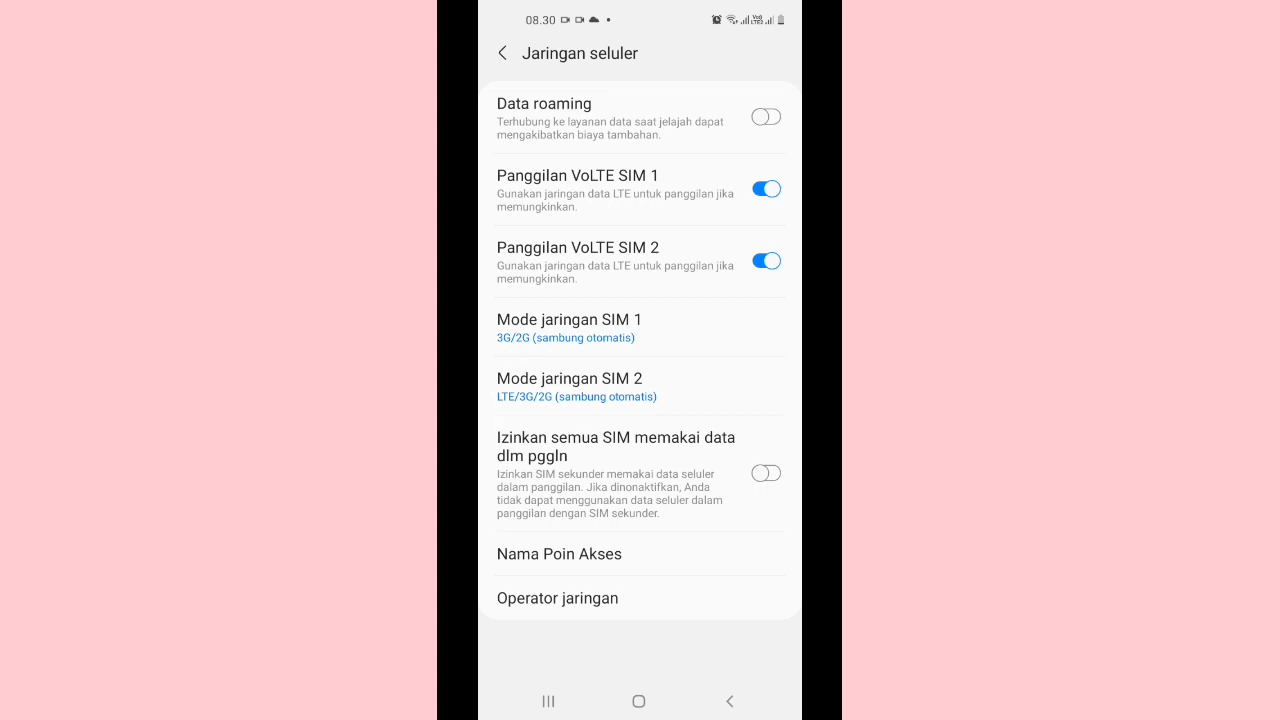 08.30
Jaringan seluler
Data roaming
Terhubung ke layanan data saat jelajah dapat
mengakibatkan biaya tambahan.
Panggilan VoLTE SIM 1
Gunakan jaringan data LTE untuk panggilan jika
memungkinkan.
Panggilan VoLTE SIM 2
Gunakan jaringan data LTE untuk panggilan jika
memungkinkan.
Mode jaringan SIM 1
3G/2G (sambung otomatis)
Mode jaringan SIM 2
LTE/3G/2G (sambung otomatis)
Izinkan semua SIM memakai data
dlm pggln
Izinkan SIM sekunder memakai data seluler
dalam panggilan. Jika dinonaktifkan, Anda
tidak dapat menggunakan data seluler dalam
panggilan dengan SIM sekunder.
Nama Poin Akses
Operator jaringan